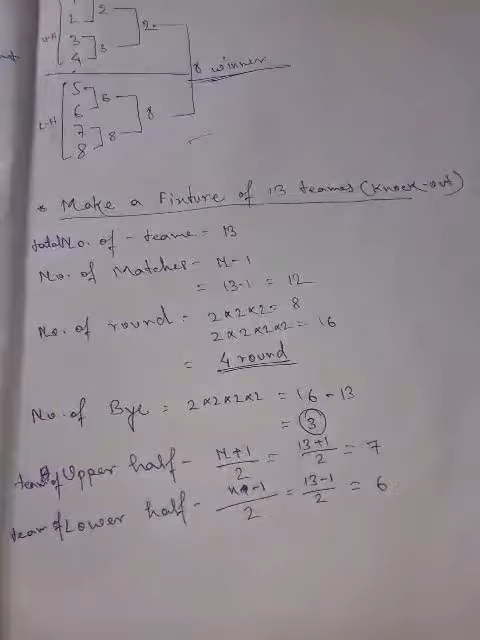 1
2
2
2
U-H
3
3
4
8 winner
5
6
6
L-H
7
8
8
8
* Make a Fixture of 13 teames (Knock-out)
total No. of - teame = 13
No. of Matches - N - 1
= 13-1 = 12
No. of round = 2×2×2 = 8
2×2×2×2 = 16
= 4 round
No. of Bye = 2×2×2×2 = 16 - 13
= 3
team of Upper half - N+1/2 = 13+1/2 = 7
team of Lower half - N-1/2 = 13-1/2 = 6